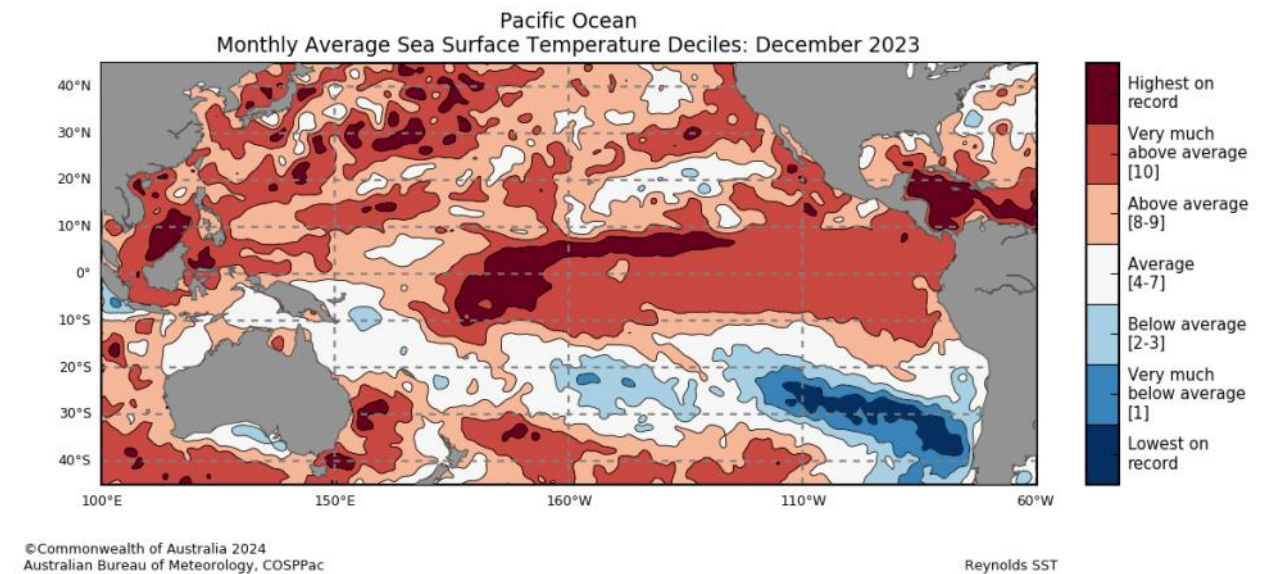 Pacific Ocean
Monthly Average Sea Surface Temperature Deciles: December 2023
40°N
30°N
20°N
10°N
0°
10°S
20°S
30°S
40°S
100°E
150°E
160°W
110°W
60°W
Highest on
record
Very much
above average
[10]
Above average
[8-9]
Average
[4-7]
Below average
[2-3]
Very much
below average
[1]
Lowest on
record
©Commonwealth of Australia 2024
Australian Bureau of Meteorology, COSPPac
Reynolds SST